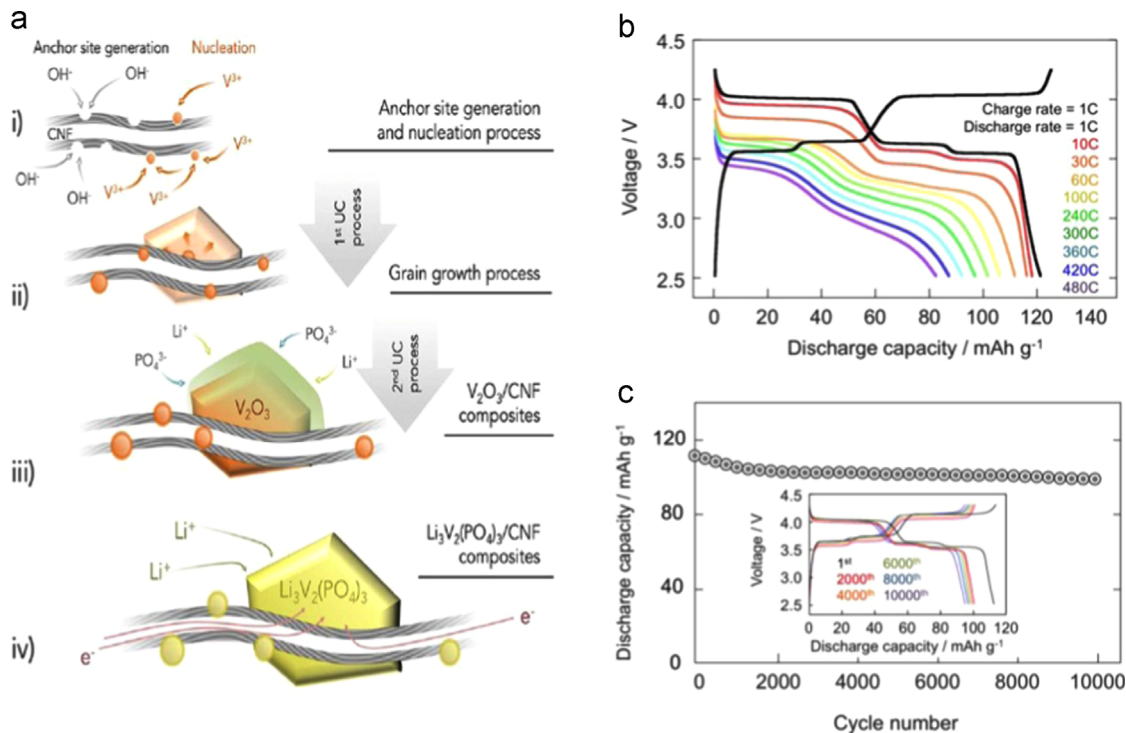 a
Anchor site generation
Nucleation
OH⁻
OH⁻
V³⁺
i)
CNF
V³⁺
OH⁻
OH⁻
V³⁺
V³⁺
Anchor site generation
and nucleation process
1st UC
process
ii)
Grain growth process
Li⁺
PO₄³⁻
PO₄³⁻
Li⁺
2nd UC
process
V₂O₃
V₂O₃/CNF
composites
iii)
Li⁺
Li⁺
Li₃V₂(PO₄)₃/CNF
composites
Li₃V₂(PO₄)₃
iv)
e⁻
e⁻
b
4.5
4.0
3.5
3.0
2.5
Voltage / V
Charge rate = 1C
Discharge rate = 1C
10C
30C
60C
100C
240C
300C
360C
420C
480C
0 20 40 60 80 100 120 140
Discharge capacity / mAh g⁻¹
c
120
80
40
0
Discharge capacity / mAh g⁻¹
4.5
4.0
3.5
3.0
2.5
Voltage / V
1st 6000th
2000th 8000th
4000th 10000th
0 20 40 60 80 100 120
Discharge capacity / mAh g⁻¹
0 2000 4000 6000 8000 10000
Cycle number